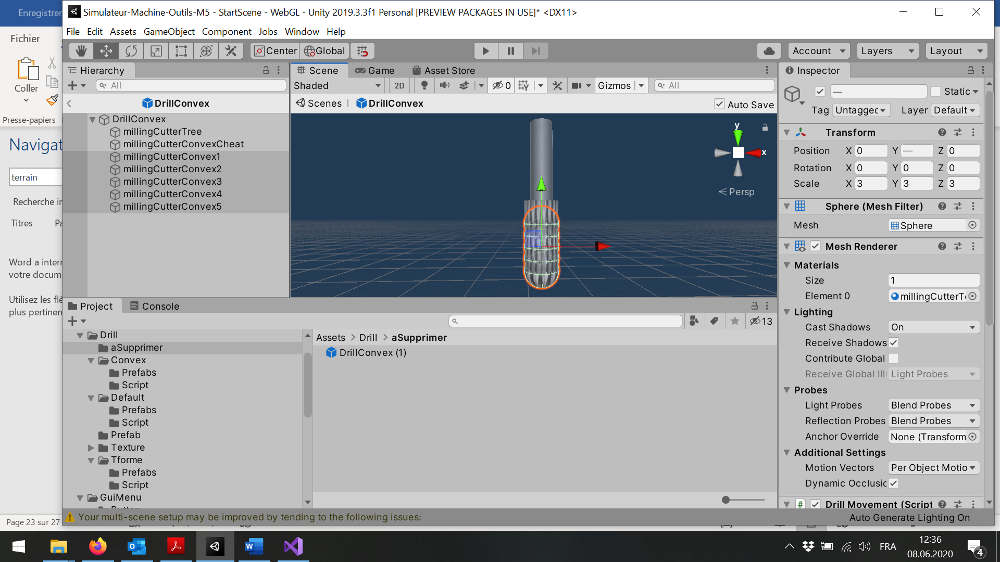 Enregistrer
Simulateur-Machine-Outils-M5 - StartScene - WebGL - Unity 2019.3.3f1 Personal [PREVIEW PACKAGES IN USE]* <DX11>
Fichier
File Edit Assets GameObject Component Jobs Window Help
Center Global
Account Layers Layout
Coller
Presse-papiers
Hierarchy
All
DrillConvex
DrillConvex
millingCutterTree
millingCutterConvexCheat
millingCutterConvex1
millingCutterConvex2
millingCutterConvex3
millingCutterConvex4
millingCutterConvex5
Navigat
terrain
Titres
Word a
votre docum
Utilisez les
plus pertinen
Page 23 sur 27
Scene Game Asset Store
Shaded 2D 0 Gizmos All
Scenes | DrillConvex Auto Save
y
x
Persp
Project Console
13
Drill
aSupprimer
Convex
Prefabs
Script
Default
Prefabs
Script
Prefab
Texture
Tforme
Prefabs
Script
GuiMenu
Assets > Drill > aSupprimer
DrillConvex (1)
Inspector
— Static
Tag Untagged Layer Default
Transform
Position X 0 Y — Z 0
Rotation X 0 Y 0 Z 0
Scale X 3 Y 3 Z 3
Sphere (Mesh Filter)
Mesh Sphere
Mesh Renderer
Materials
Size 1
Element 0 millingCutterT
Lighting
Cast Shadows On
Receive Shadows
Contribute Global
Receive Global Illu Light Probes
Probes
Light Probes Blend Probes
Reflection Probes Blend Probes
Anchor Override None (Transform
Additional Settings
Motion Vectors Per Object Motio
Dynamic Occlusic
# Drill Movement (Script
Your multi-scene setup may be improved by tending to the following issues:
Auto Generate Lighting On
FRA
12:36
08.06.2020
4